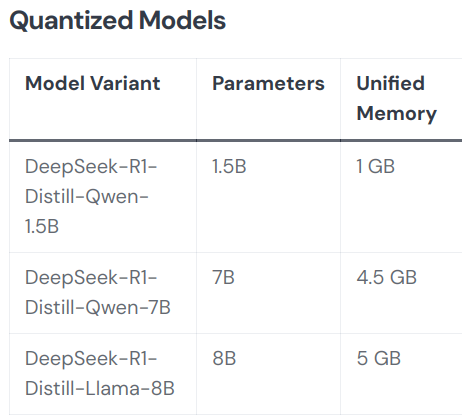 Quantized Models
Model Variant Parameters Unified
Memory
DeepSeek-R1- 1.5B 1 GB
Distill-Qwen-
1.5B
DeepSeek-R1- 7B 4.5 GB
Distill-Qwen-7B
DeepSeek-R1- 8B 5 GB
Distill-Llama-8B